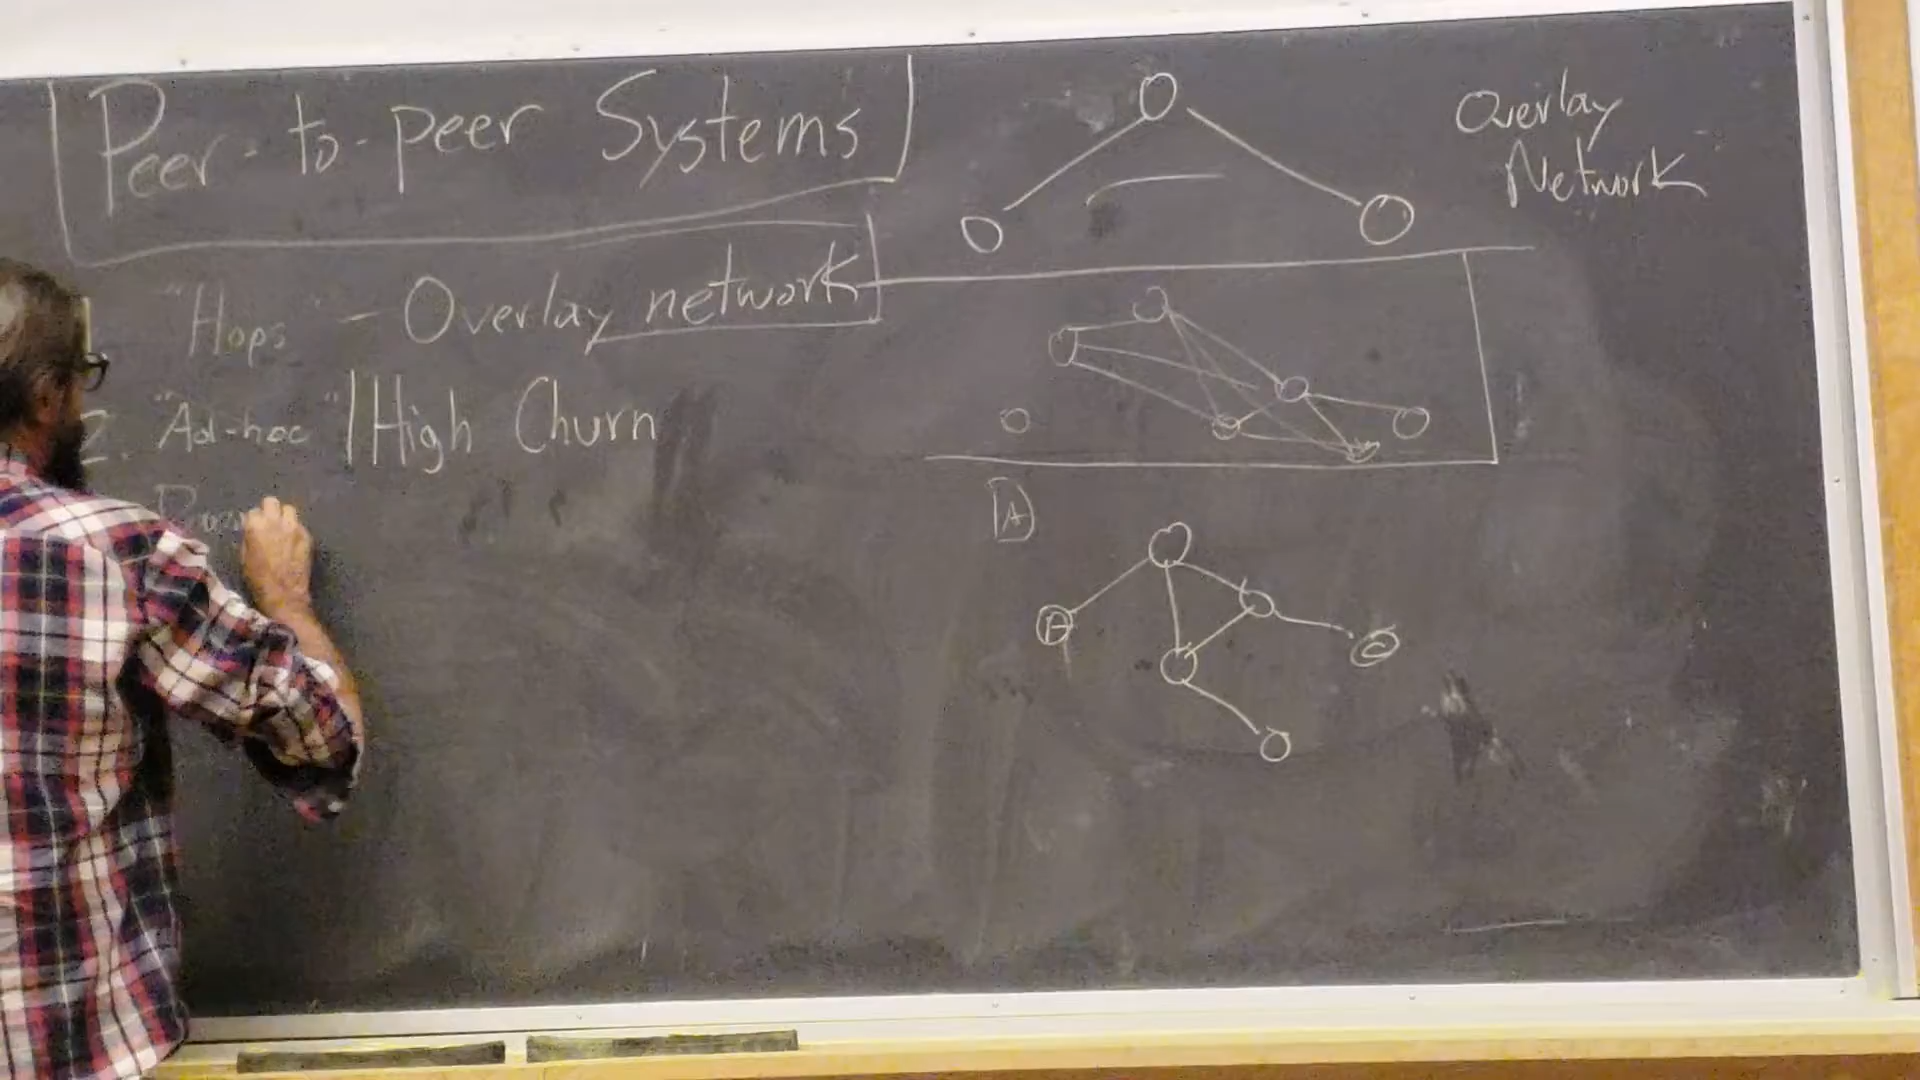 Peer-to-peer Systems
"Hops" - Overlay network
2. "Ad-hoc" / High Churn
Overlay
Network
A
C